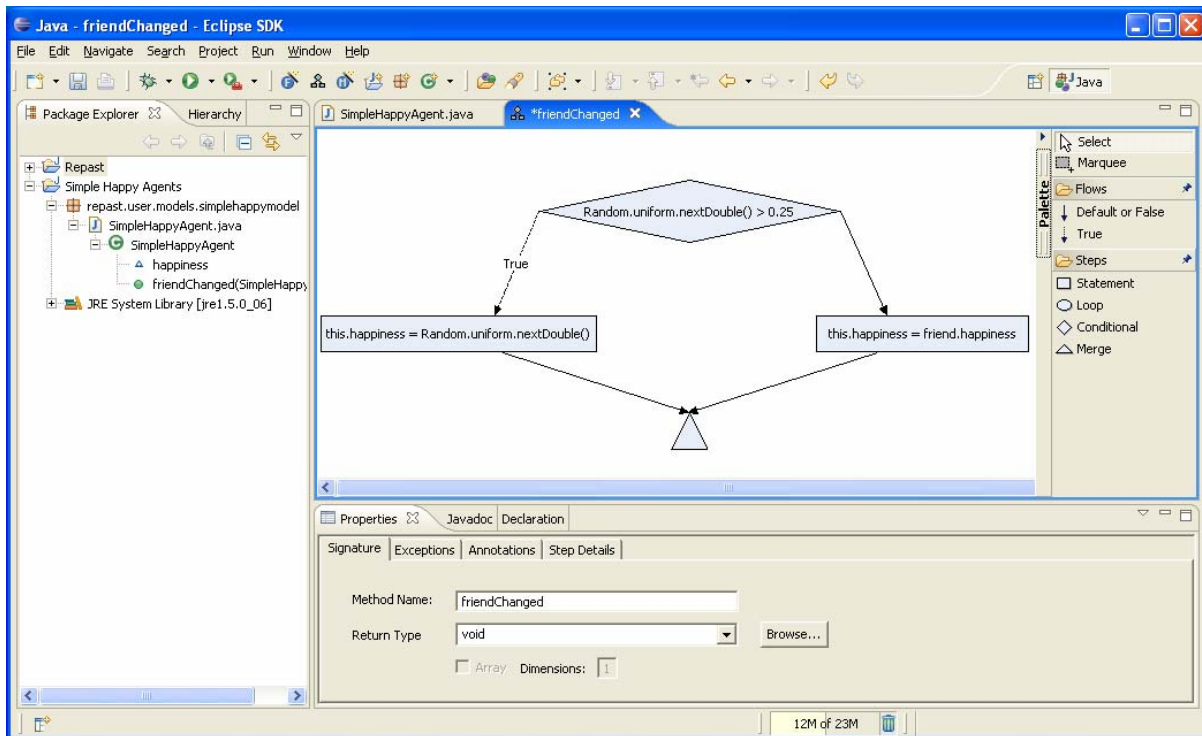 Java - friendChanged - Eclipse SDK
File Edit Navigate Search Project Run Window Help
Java
Package Explorer Hierarchy
Repast
Simple Happy Agents
repast.user.models.simplehappymodel
SimpleHappyAgent.java
SimpleHappyAgent
happiness
friendChanged(SimpleHappy
JRE System Library [jre1.5.0_06]
SimpleHappyAgent.java *friendChanged
Random.uniform.nextDouble() > 0.25
True
this.happiness = Random.uniform.nextDouble()
this.happiness = friend.happiness
Palette
Select
Marquee
Flows
Default or False
True
Steps
Statement
Loop
Conditional
Merge
Properties Javadoc Declaration
Signature Exceptions Annotations Step Details
Method Name: friendChanged
Return Type void Browse...
Array Dimensions: 1
12M of 23M